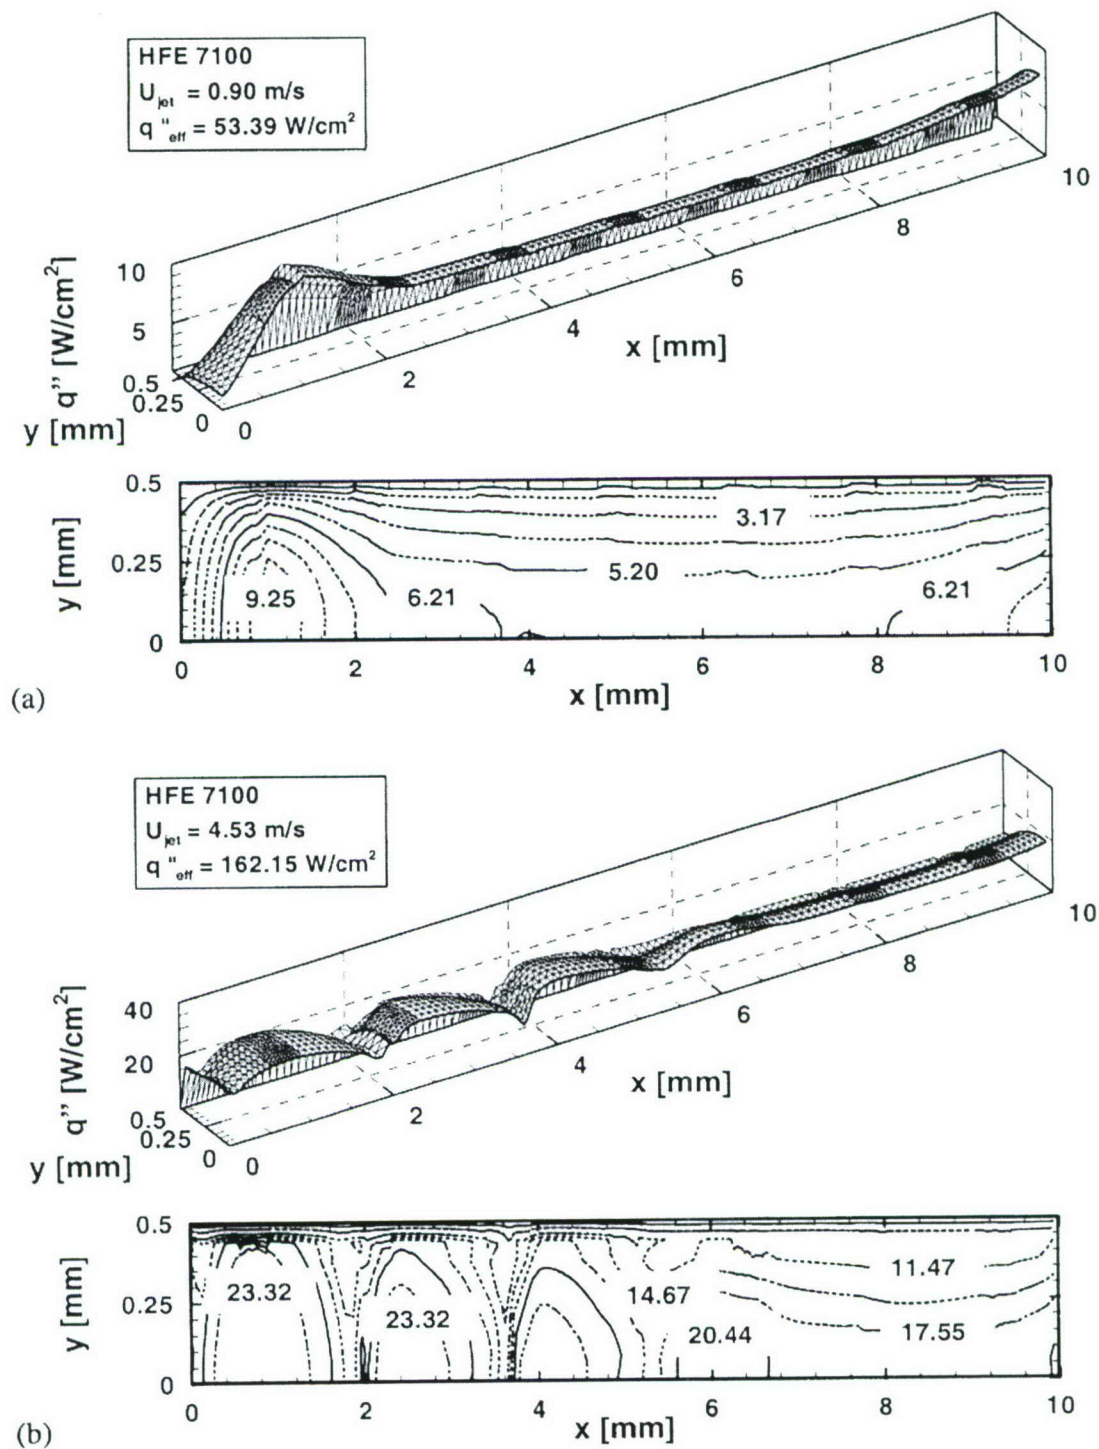 HFE 7100
U jet = 0.90 m/s
q "eff = 53.39 W/cm²
10
5
q" [W/cm²]
0.5
0.25
0
y [mm]
0
2
4
6
8
10
x [mm]
0.5
0.25
0
y [mm]
3.17
5.20
9.25
6.21
6.21
0
2
4
6
8
10
x [mm]
(a)
HFE 7100
U jet = 4.53 m/s
q "eff = 162.15 W/cm²
40
20
q" [W/cm²]
0.5
0.25
0
y [mm]
0
2
4
6
8
10
x [mm]
0.5
0.25
0
y [mm]
23.32
23.32
14.67
20.44
11.47
17.55
0
2
4
6
8
10
x [mm]
(b)